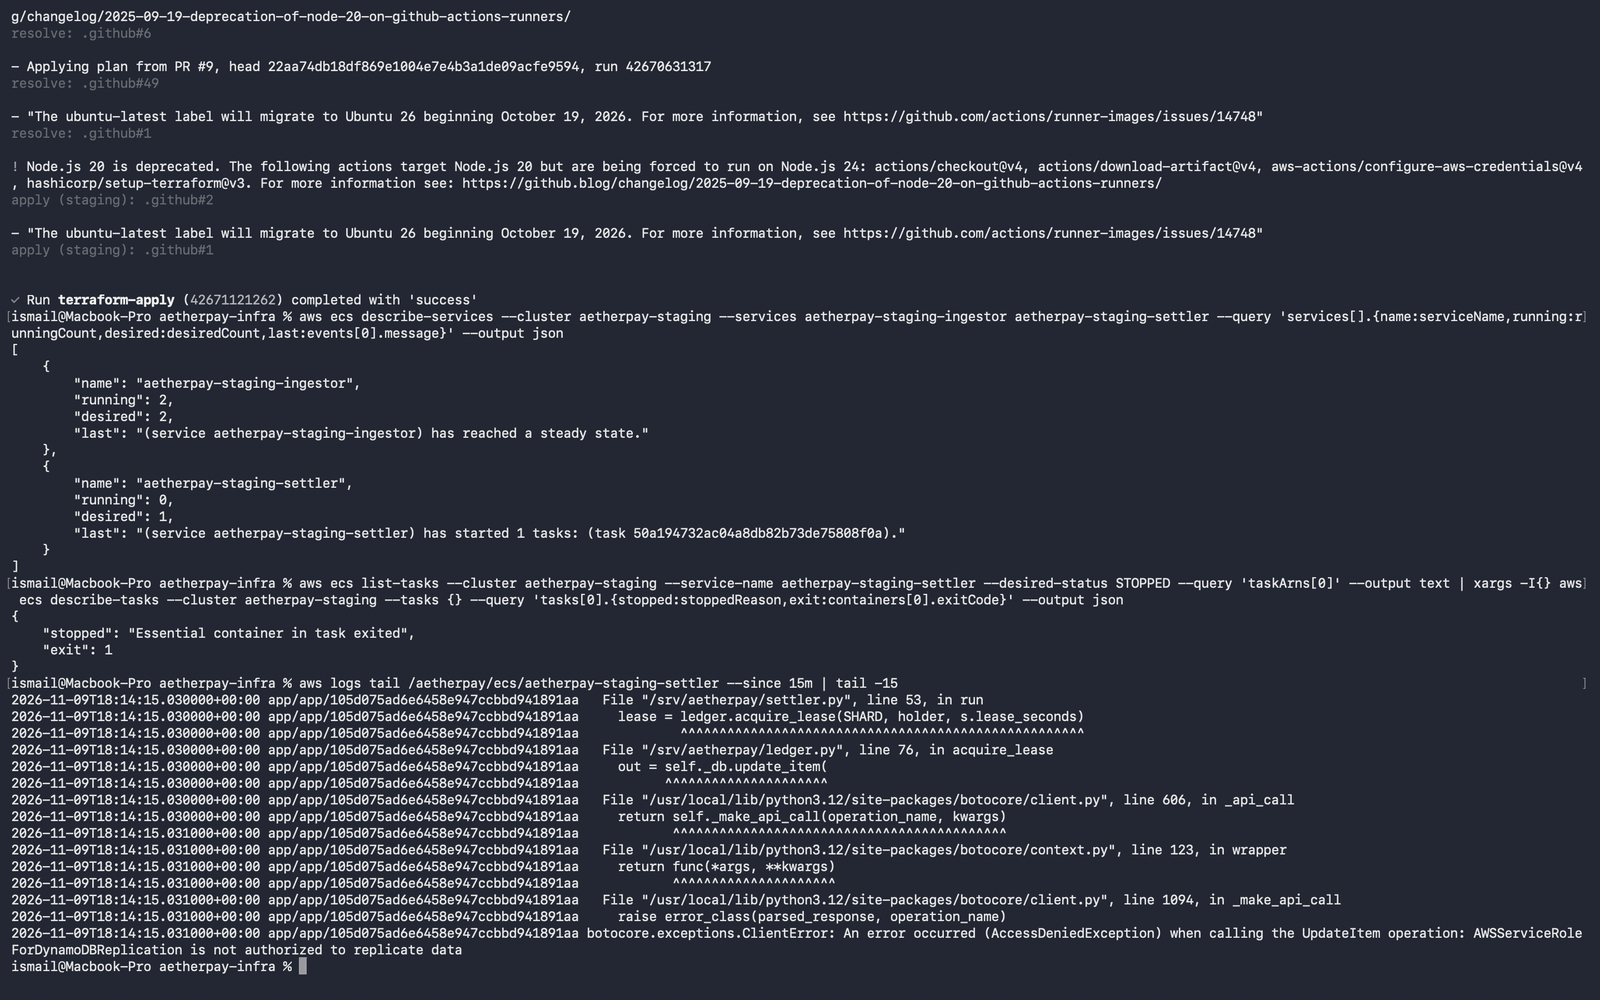 g/changelog/2025-09-19-deprecation-of-node-20-on-github-actions-runners/
resolve: .github#6
– Applying plan from PR #9, head 22aa74db18df869e1004e7e4b3a1de09acfe9594, run 42670631317
resolve: .github#49
– "The ubuntu-latest label will migrate to Ubuntu 26 beginning October 19, 2026. For more information, see https://github.com/actions/runner-images/issues/14748"
resolve: .github#1
! Node.js 20 is deprecated. The following actions target Node.js 20 but are being forced to run on Node.js 24: actions/checkout@v4, actions/download-artifact@v4, aws-actions/configure-aws-credentials@v4
, hashicorp/setup-terraform@v3. For more information see: https://github.blog/changelog/2025-09-19-deprecation-of-node-20-on-github-actions-runners/
apply (staging): .github#2
– "The ubuntu-latest label will migrate to Ubuntu 26 beginning October 19, 2026. For more information, see https://github.com/actions/runner-images/issues/14748"
apply (staging): .github#1
✓ Run terraform-apply (42671121262) completed with 'success'
[ismail@Macbook-Pro aetherpay-infra % aws ecs describe-services --cluster aetherpay-staging --services aetherpay-staging-ingestor aetherpay-staging-settler --query 'services[].{name:serviceName,running:r]
unningCount,desired:desiredCount,last:events[0].message}' --output json
[
    {
        "name": "aetherpay-staging-ingestor",
        "running": 2,
        "desired": 2,
        "last": "(service aetherpay-staging-ingestor) has reached a steady state."
    },
    {
        "name": "aetherpay-staging-settler",
        "running": 0,
        "desired": 1,
        "last": "(service aetherpay-staging-settler) has started 1 tasks: (task 50a194732ac04a8db82b73de75808f0a)."
    }
]
[ismail@Macbook-Pro aetherpay-infra % aws ecs list-tasks --cluster aetherpay-staging --service-name aetherpay-staging-settler --desired-status STOPPED --query 'taskArns[0]' --output text | xargs -I{} aws]
 ecs describe-tasks --cluster aetherpay-staging --tasks {} --query 'tasks[0].{stopped:stoppedReason,exit:containers[0].exitCode}' --output json
{
    "stopped": "Essential container in task exited",
    "exit": 1
}
[ismail@Macbook-Pro aetherpay-infra % aws logs tail /aetherpay/ecs/aetherpay-staging-settler --since 15m | tail -15 ]
2026-11-09T18:14:15.030000+00:00 app/app/105d075ad6e6458e947ccbbd941891aa   File "/srv/aetherpay/settler.py", line 53, in run
2026-11-09T18:14:15.030000+00:00 app/app/105d075ad6e6458e947ccbbd941891aa     lease = ledger.acquire_lease(SHARD, holder, s.lease_seconds)
2026-11-09T18:14:15.030000+00:00 app/app/105d075ad6e6458e947ccbbd941891aa             ^^^^^^^^^^^^^^^^^^^^^^^^^^^^^^^^^^^^^^^^^^^^^^^^^^^^
2026-11-09T18:14:15.030000+00:00 app/app/105d075ad6e6458e947ccbbd941891aa   File "/srv/aetherpay/ledger.py", line 76, in acquire_lease
2026-11-09T18:14:15.030000+00:00 app/app/105d075ad6e6458e947ccbbd941891aa     out = self._db.update_item(
2026-11-09T18:14:15.030000+00:00 app/app/105d075ad6e6458e947ccbbd941891aa           ^^^^^^^^^^^^^^^^^^^^^
2026-11-09T18:14:15.030000+00:00 app/app/105d075ad6e6458e947ccbbd941891aa   File "/usr/local/lib/python3.12/site-packages/botocore/client.py", line 606, in _api_call
2026-11-09T18:14:15.030000+00:00 app/app/105d075ad6e6458e947ccbbd941891aa     return self._make_api_call(operation_name, kwargs)
2026-11-09T18:14:15.031000+00:00 app/app/105d075ad6e6458e947ccbbd941891aa            ^^^^^^^^^^^^^^^^^^^^^^^^^^^^^^^^^^^^^^^^^^^
2026-11-09T18:14:15.031000+00:00 app/app/105d075ad6e6458e947ccbbd941891aa   File "/usr/local/lib/python3.12/site-packages/botocore/context.py", line 123, in wrapper
2026-11-09T18:14:15.031000+00:00 app/app/105d075ad6e6458e947ccbbd941891aa     return func(*args, **kwargs)
2026-11-09T18:14:15.031000+00:00 app/app/105d075ad6e6458e947ccbbd941891aa            ^^^^^^^^^^^^^^^^^^^^^
2026-11-09T18:14:15.031000+00:00 app/app/105d075ad6e6458e947ccbbd941891aa   File "/usr/local/lib/python3.12/site-packages/botocore/client.py", line 1094, in _make_api_call
2026-11-09T18:14:15.031000+00:00 app/app/105d075ad6e6458e947ccbbd941891aa     raise error_class(parsed_response, operation_name)
2026-11-09T18:14:15.031000+00:00 app/app/105d075ad6e6458e947ccbbd941891aa botocore.exceptions.ClientError: An error occurred (AccessDeniedException) when calling the UpdateItem operation: AWSServiceRole
ForDynamoDBReplication is not authorized to replicate data
ismail@Macbook-Pro aetherpay-infra %